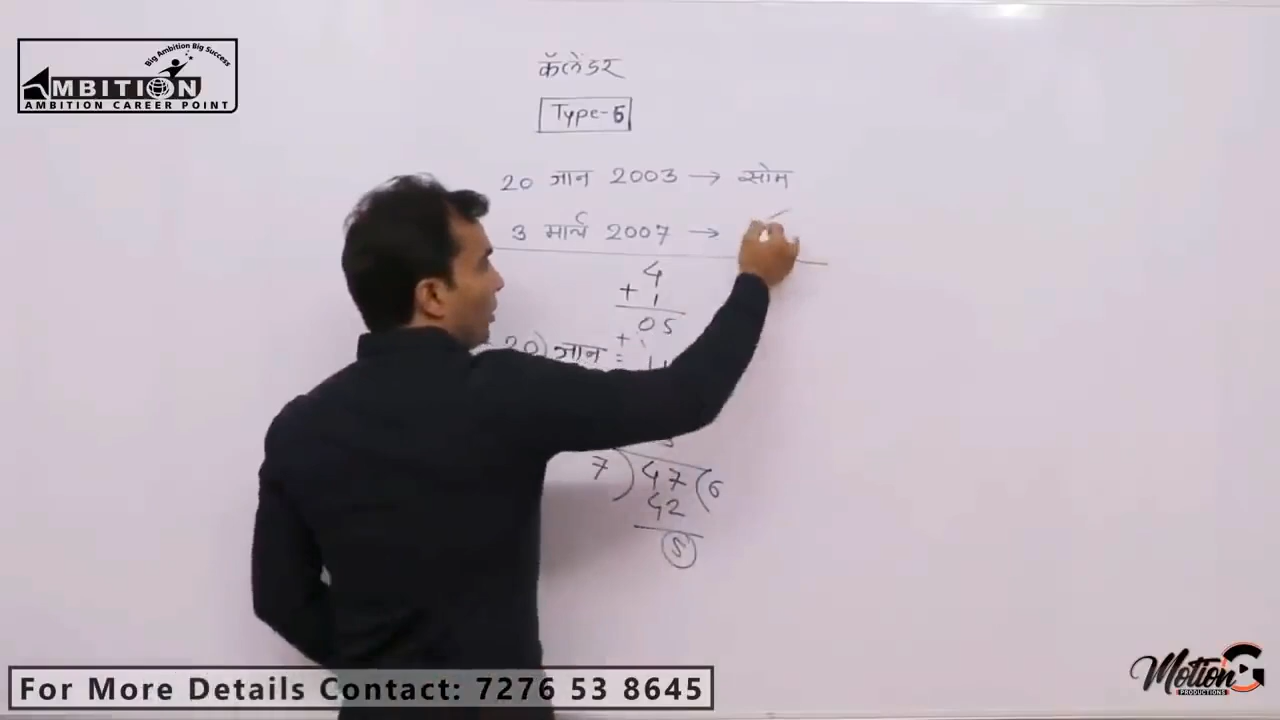 Big Ambition Big Success
AMBITION
AMBITION CAREER POINT
कॅलेंडर
Type-5
20 जान 2003 → सोम
3 मार्च 2007 →
4
+ 1
05
+
20) जान =
7 ) 47 ( 6
42
5
For More Details Contact: 7276 53 8645
Motion G
PRODUCTIONS